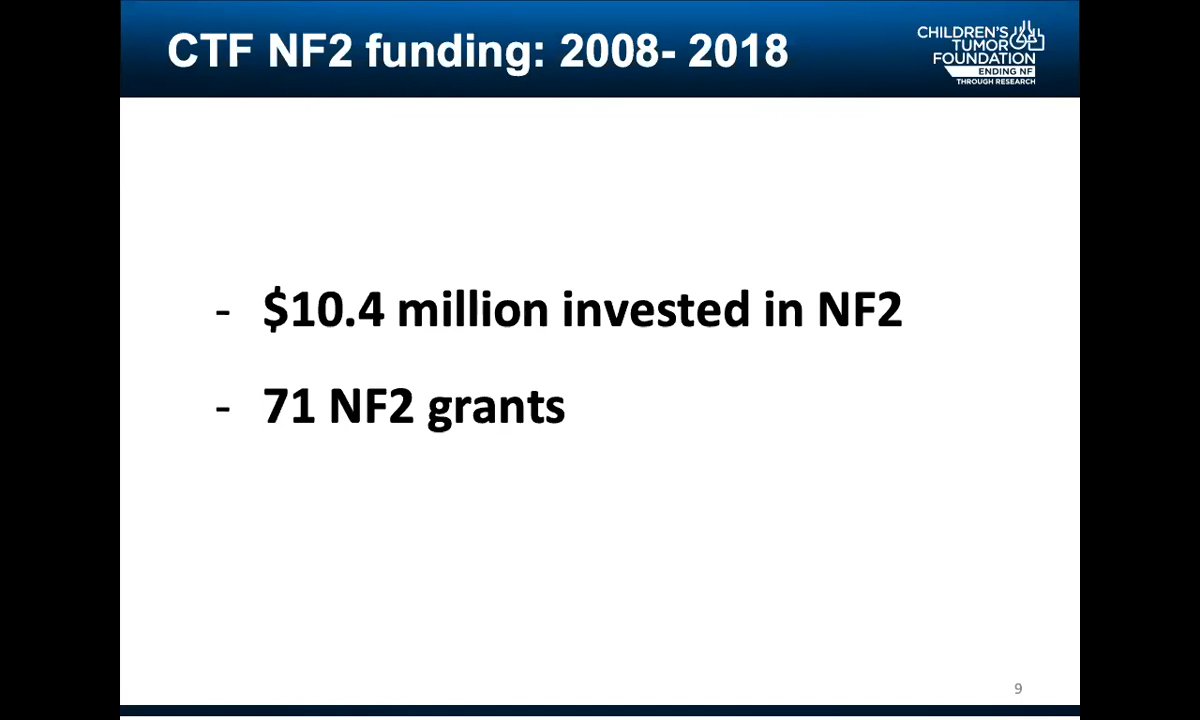 CTF NF2 funding: 2008- 2018
CHILDREN'S
TUMOR
FOUNDATION
ENDING NF
THROUGH RESEARCH
- $10.4 million invested in NF2
- 71 NF2 grants
9